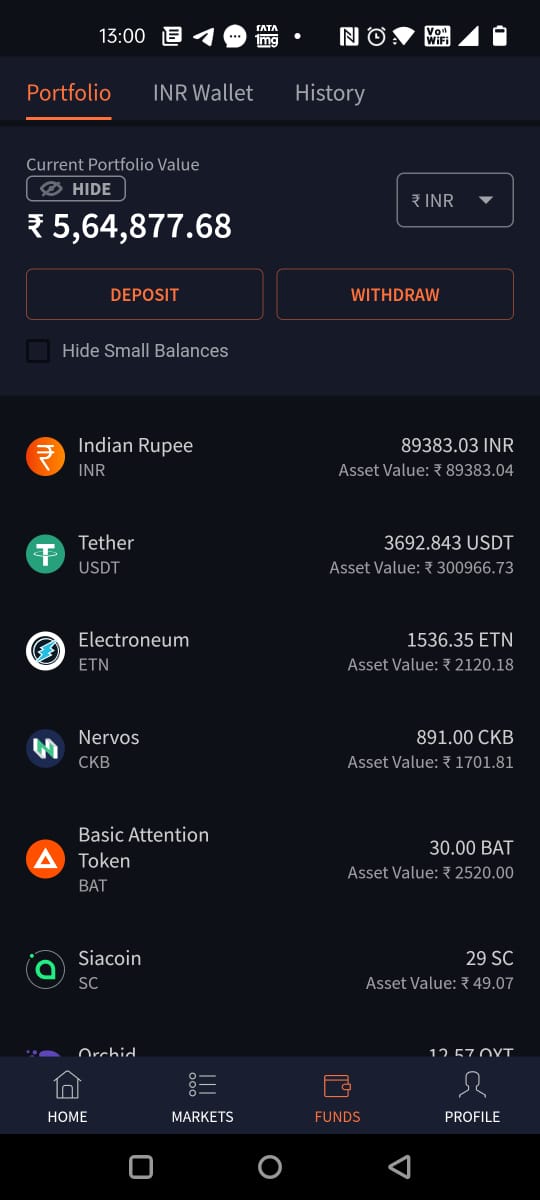 13:00
TATA
1mg
Vo
WiFi
Portfolio INR Wallet History
Current Portfolio Value
HIDE
₹ 5,64,877.68
₹ INR
DEPOSIT WITHDRAW
Hide Small Balances
Indian Rupee 89383.03 INR
INR Asset Value: ₹ 89383.04
Tether 3692.843 USDT
USDT Asset Value: ₹ 300966.73
Electroneum 1536.35 ETN
ETN Asset Value: ₹ 2120.18
Nervos 891.00 CKB
CKB Asset Value: ₹ 1701.81
Basic Attention
Token 30.00 BAT
BAT Asset Value: ₹ 2520.00
Siacoin 29 SC
SC Asset Value: ₹ 49.07
Orchid 12.57 OXT
HOME MARKETS FUNDS PROFILE